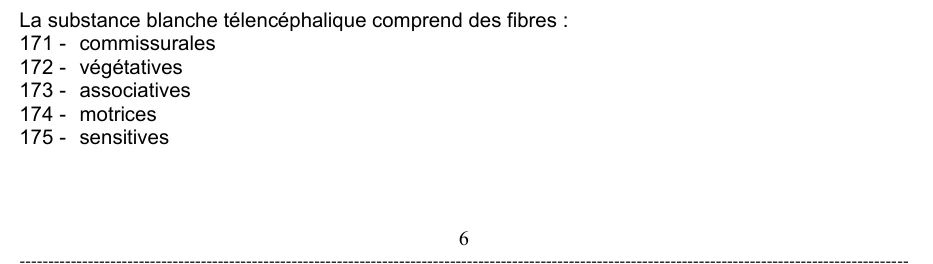 La substance blanche télencéphalique comprend des fibres :
171 - commissurales
172 - végétatives
173 - associatives
174 - motrices
175 - sensitives
6